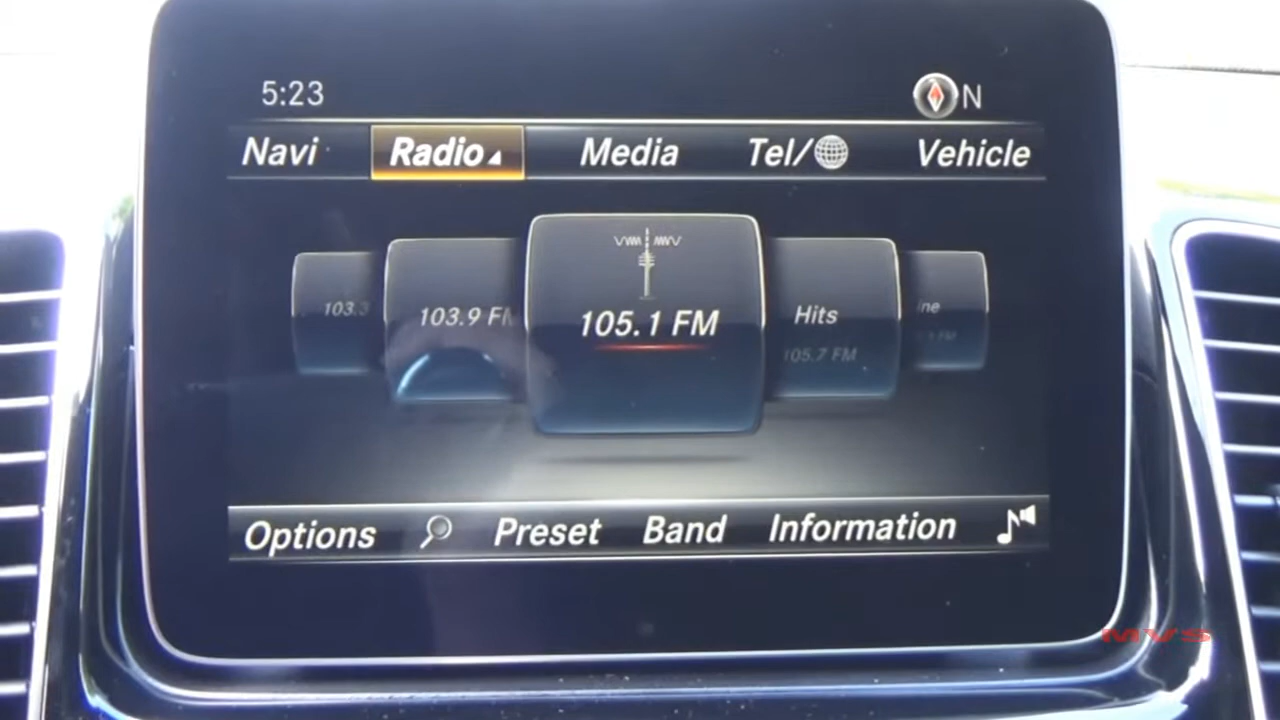 5:23
N
Navi Radio Media Tel/ Vehicle
103.3 103.9 FM 105.1 FM Hits
105.7 FM
Options Preset Band Information
MVS